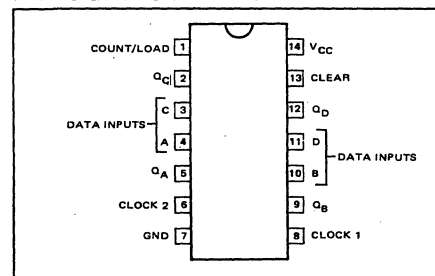 COUNT/LOAD 1 14 VCC
QC 2 13 CLEAR
C 3 12 QD
DATA INPUTS
A 4 11 D
DATA INPUTS
QA 5 10 B
CLOCK 2 6 9 QB
GND 7 8 CLOCK 1